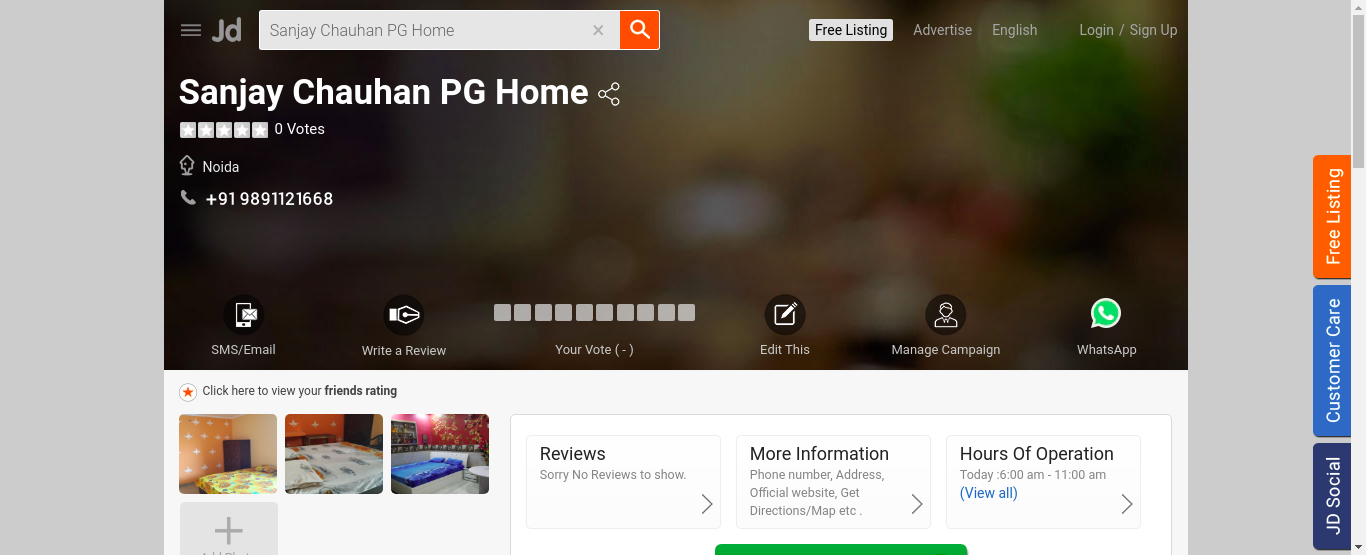 Jd
Sanjay Chauhan PG Home
Free Listing
Advertise
English
Login / Sign Up
Sanjay Chauhan PG Home
0 Votes
Noida
+91 9891121668
SMS/Email
Write a Review
Your Vote ( - )
Edit This
Manage Campaign
WhatsApp
Click here to view your friends rating
Reviews
Sorry No Reviews to show.
More Information
Phone number, Address,
Official website, Get
Directions/Map etc .
Hours Of Operation
Today :6:00 am - 11:00 am
(View all)
Free Listing
Customer Care
JD Social